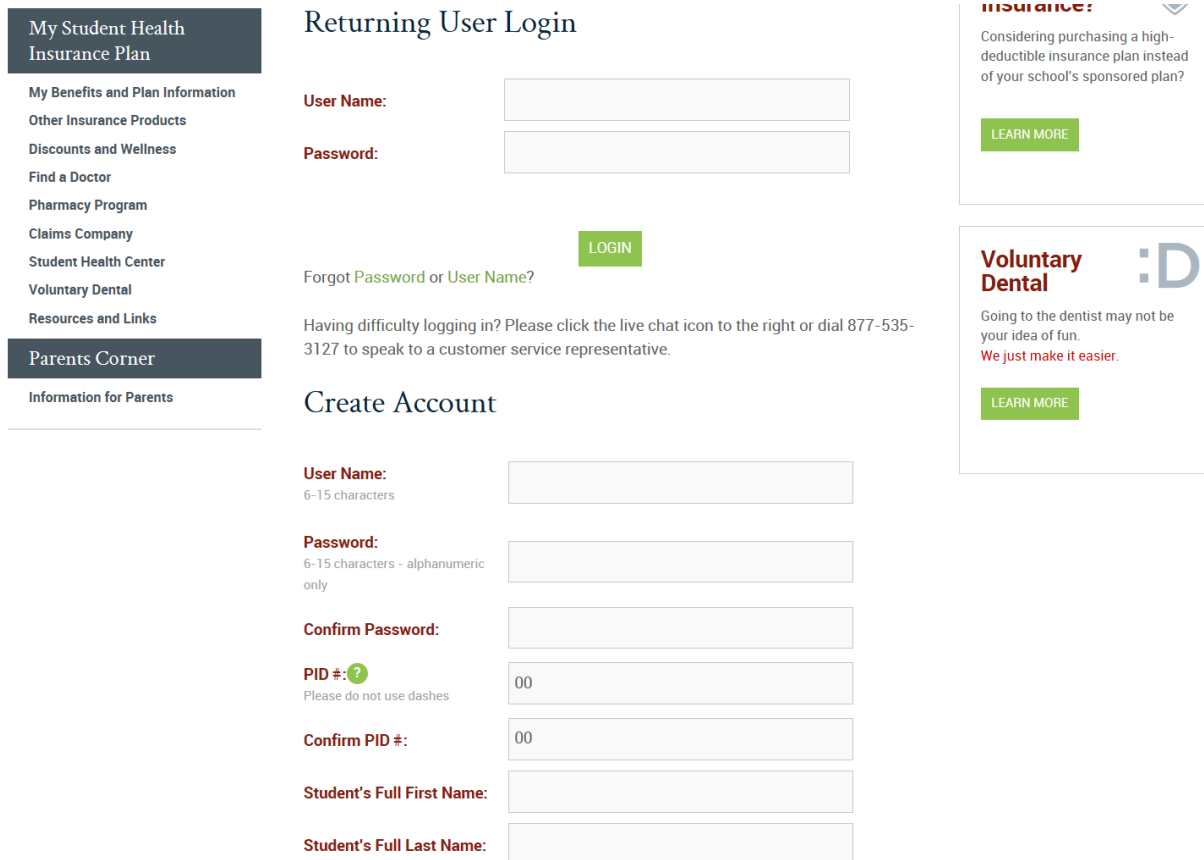 My Student Health
Insurance Plan
My Benefits and Plan Information
Other Insurance Products
Discounts and Wellness
Find a Doctor
Pharmacy Program
Claims Company
Student Health Center
Voluntary Dental
Resources and Links
Parents Corner
Information for Parents
Returning User Login
User Name:
Password:
LOGIN
Forgot Password or User Name?
Having difficulty logging in? Please click the live chat icon to the right or dial 877-535-
3127 to speak to a customer service representative.
Create Account
User Name:
6-15 characters
Password:
6-15 characters - alphanumeric
only
Confirm Password:
PID #: ?
Please do not use dashes
00
Confirm PID #:
00
Student's Full First Name:
Student's Full Last Name:
Insurance?
Considering purchasing a high-
deductible insurance plan instead
of your school's sponsored plan?
LEARN MORE
Voluntary
Dental
:D
Going to the dentist may not be
your idea of fun.
We just make it easier.
LEARN MORE